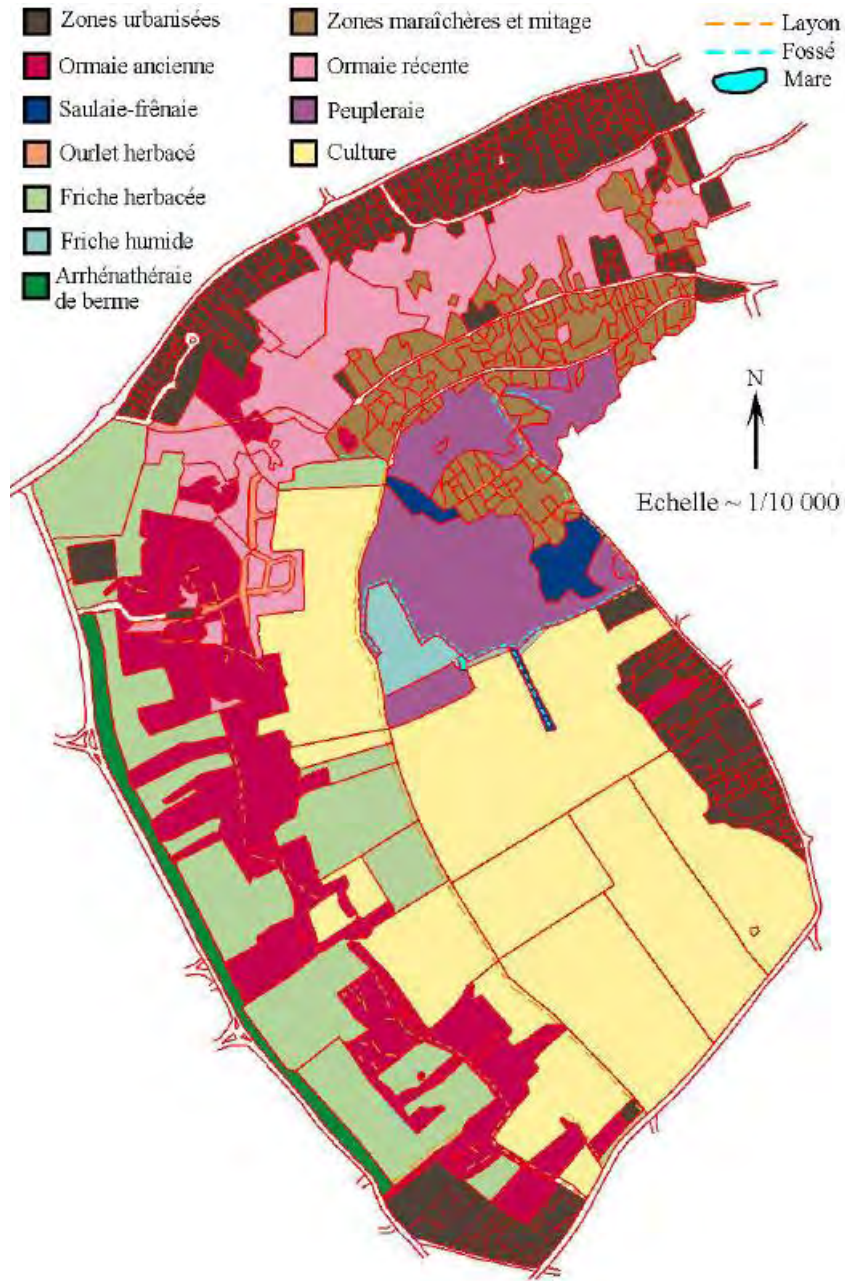 Zones urbanisées
Ormaie ancienne
Saulaie-frênaie
Ourlet herbacé
Friche herbacée
Friche humide
Arrhénathéraie
de berme
Zones maraîchères et mitage
Ormaie récente
Peupleraie
Culture
Layon
Fossé
Mare
N
Echelle ~ 1/10 000